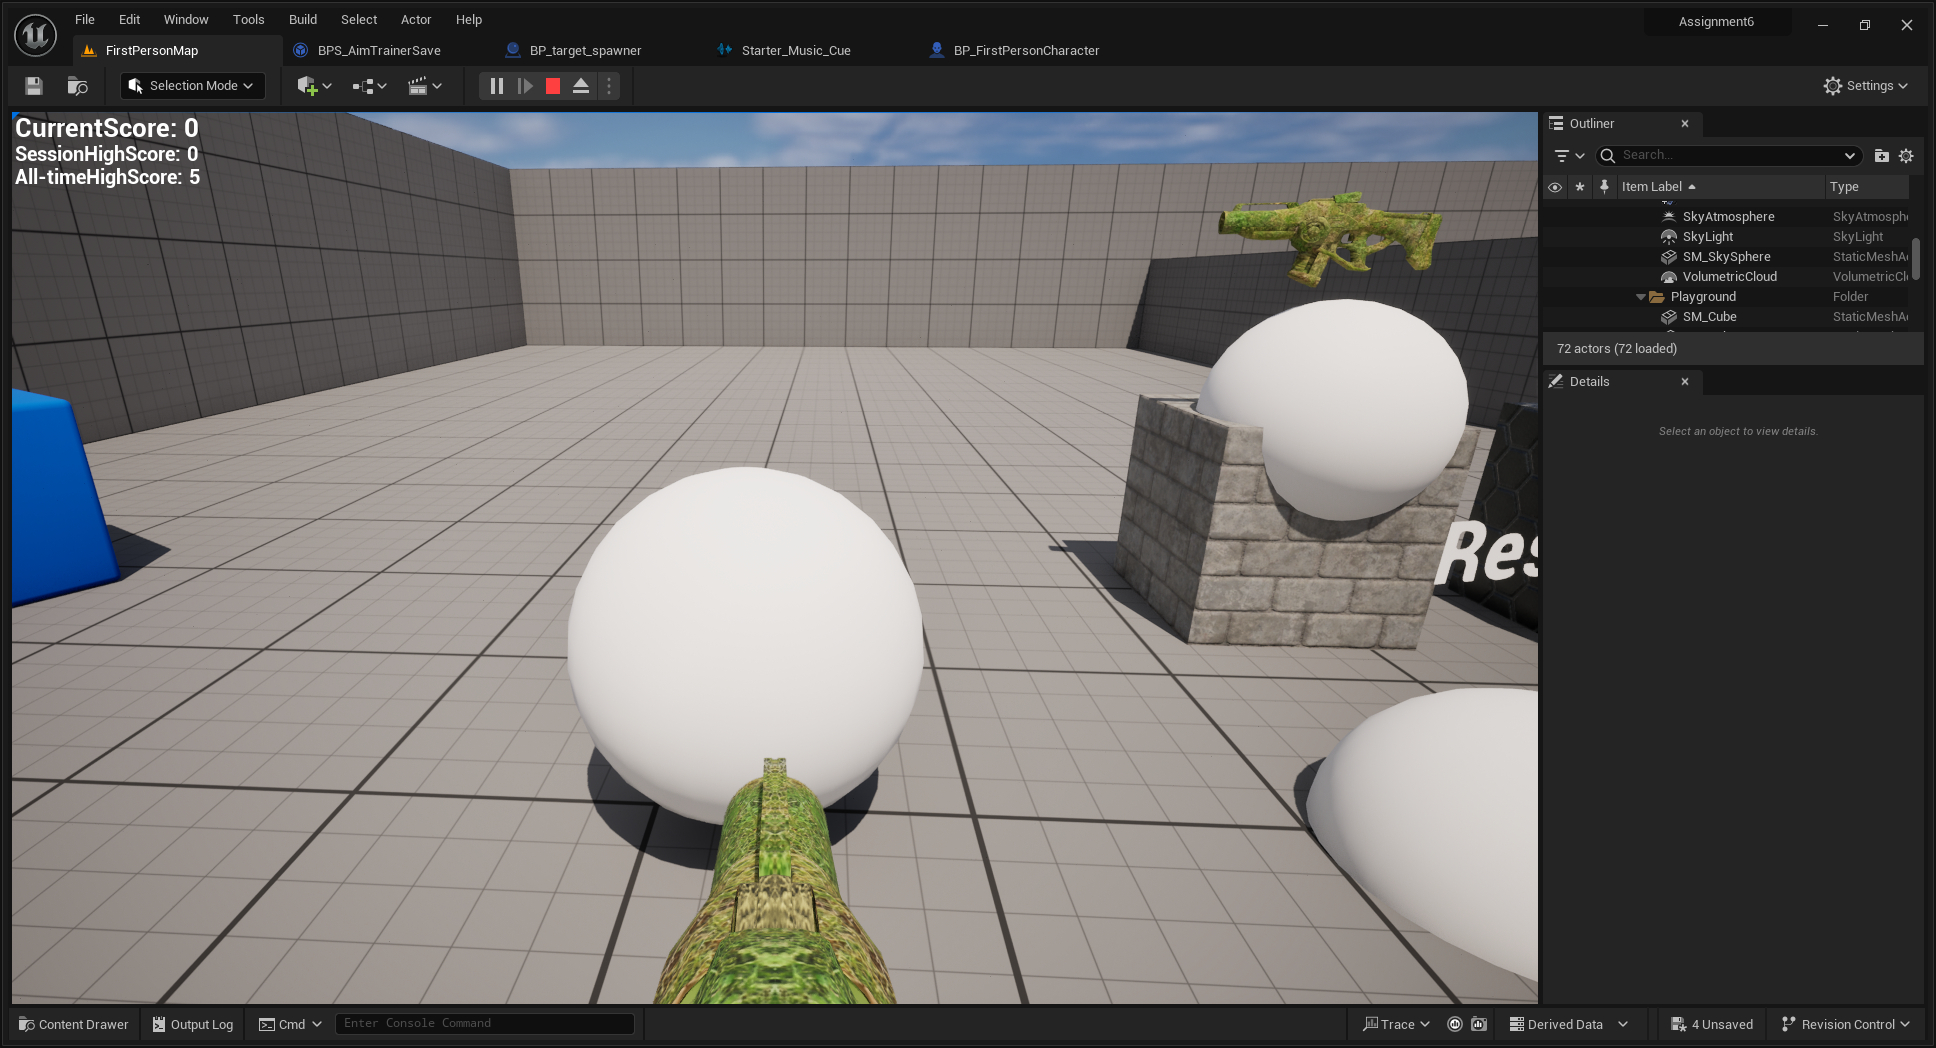 File Edit Window Tools Build Select Actor Help
Assignment6
FirstPersonMap BPS_AimTrainerSave BP_target_spawner Starter_Music_Cue BP_FirstPersonCharacter
Selection Mode
Settings
CurrentScore: 0
SessionHighScore: 0
All-timeHighScore: 5
Res
Outliner
Search...
Item Label Type
SkyAtmosphere SkyAtmosph
SkyLight SkyLight
SM_SkySphere StaticMeshA
VolumetricCloud VolumetricCl
Playground Folder
SM_Cube StaticMeshA
72 actors (72 loaded)
Details
Select an object to view details.
Content Drawer Output Log Cmd Enter Console Command Trace Derived Data 4 Unsaved Revision Control